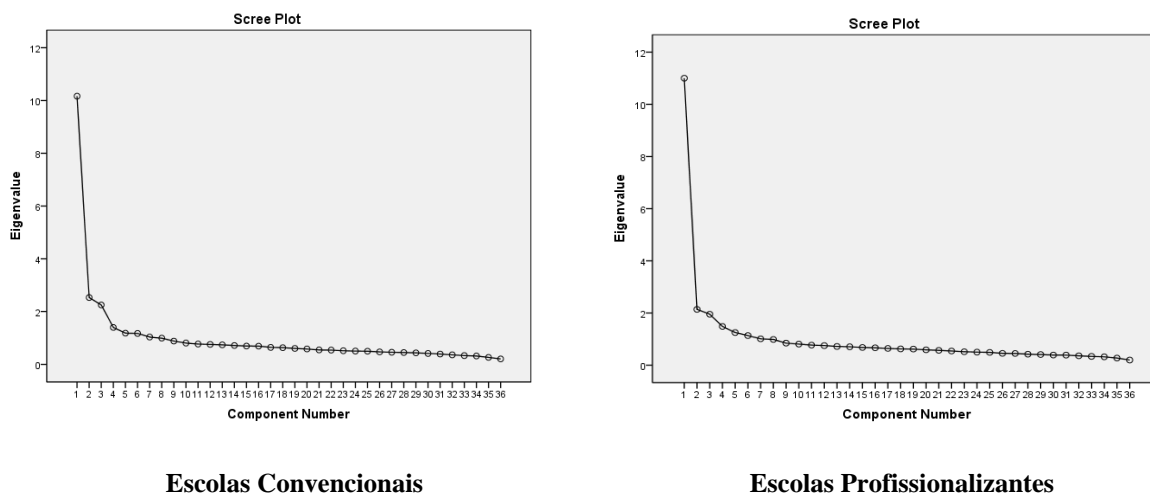 Scree Plot
12
10
8
6
4
2
0
Eigenvalue
1 2 3 4 5 6 7 8 9 10 11 12 13 14 15 16 17 18 19 20 21 22 23 24 25 26 27 28 29 30 31 32 33 34 35 36
Component Number
Escolas Convencionais
Scree Plot
12
10
8
6
4
2
0
Eigenvalue
1 2 3 4 5 6 7 8 9 10 11 12 13 14 15 16 17 18 19 20 21 22 23 24 25 26 27 28 29 30 31 32 33 34 35 36
Component Number
Escolas Profissionalizantes